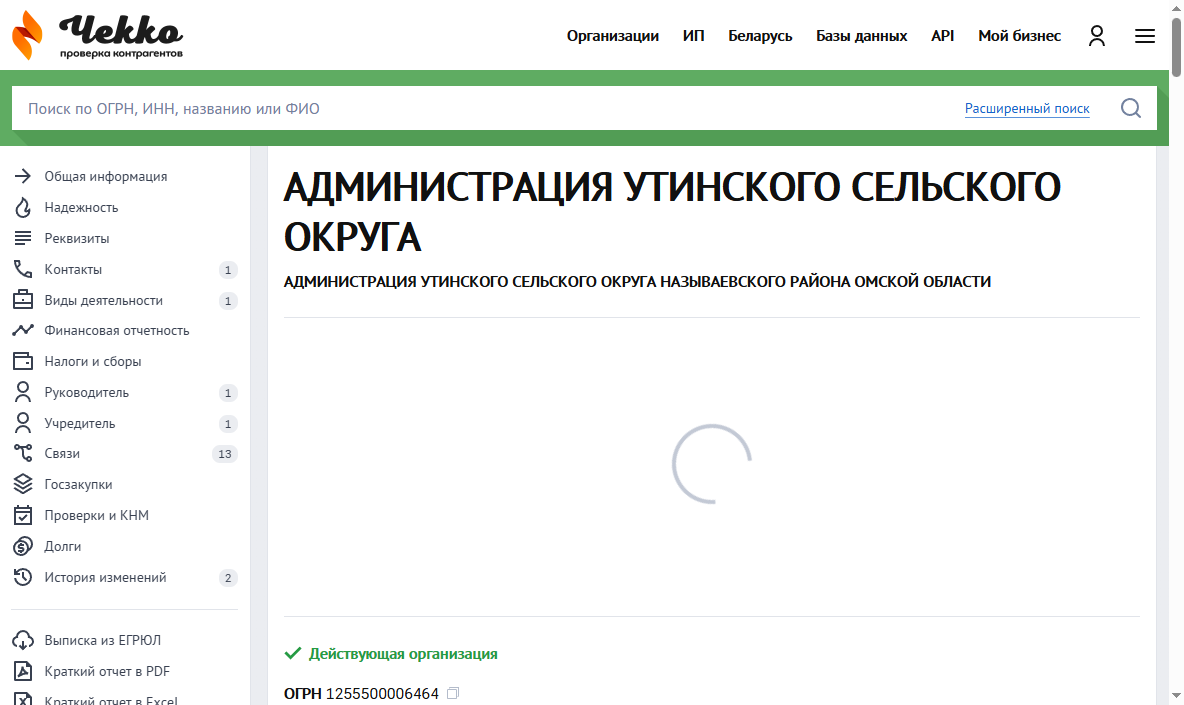 Чекко
проверка контрагентов
Организации ИП Беларусь Базы данных API Мой бизнес
Поиск по ОГРН, ИНН, названию или ФИО Расширенный поиск
Общая информация
Надежность
Реквизиты
Контакты 1
Виды деятельности 1
Финансовая отчетность
Налоги и сборы
Руководитель 1
Учредитель 1
Связи 13
Госзакупки
Проверки и КНМ
Долги
История изменений 2
Выписка из ЕГРЮЛ
Краткий отчет в PDF
Краткий отчет в Excel
АДМИНИСТРАЦИЯ УТИНСКОГО СЕЛЬСКОГО
ОКРУГА
АДМИНИСТРАЦИЯ УТИНСКОГО СЕЛЬСКОГО ОКРУГА НАЗЫВАЕВСКОГО РАЙОНА ОМСКОЙ ОБЛАСТИ
Действующая организация
ОГРН 1255500006464